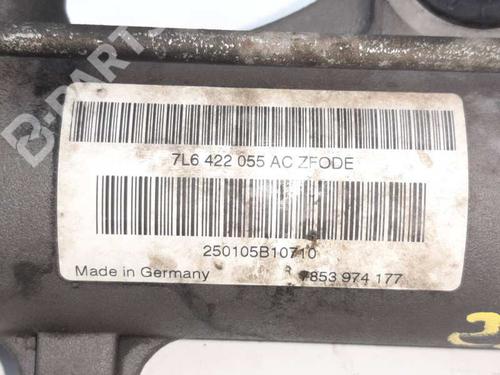 B-PARTS
7L6 422 055 AC ZFODE
250105B10710
Made in Germany
7853 974 177